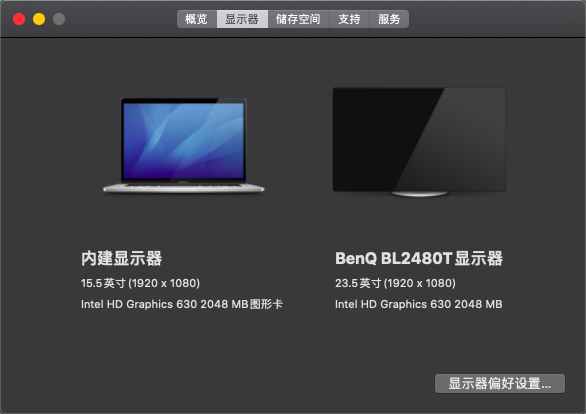 概览 显示器 储存空间 支持 服务
内建显示器
15.5英寸 (1920 x 1080)
Intel HD Graphics 630 2048 MB图形卡
BenQ BL2480T显示器
23.5英寸 (1920 x 1080)
Intel HD Graphics 630 2048 MB
显示器偏好设置...